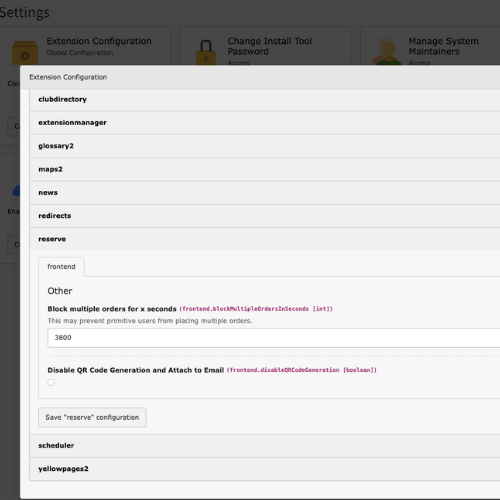 Settings
Extension Configuration
Global Configuration
Change Install Tool
Password
Access
Manage System
Maintainers
Access
Extension Configuration
clubdirectory
extensionmanager
glossary2
maps2
news
redirects
reserve
frontend
Other
Block multiple orders for x seconds (frontend.blockMultipleOrdersInSeconds [int])
This may prevent primitive users from placing multiple orders.
3800
Disable QR Code Generation and Attach to Email (frontend.disableQRCodeGeneration [boolean])
Save "reserve" configuration
scheduler
yellowpages2